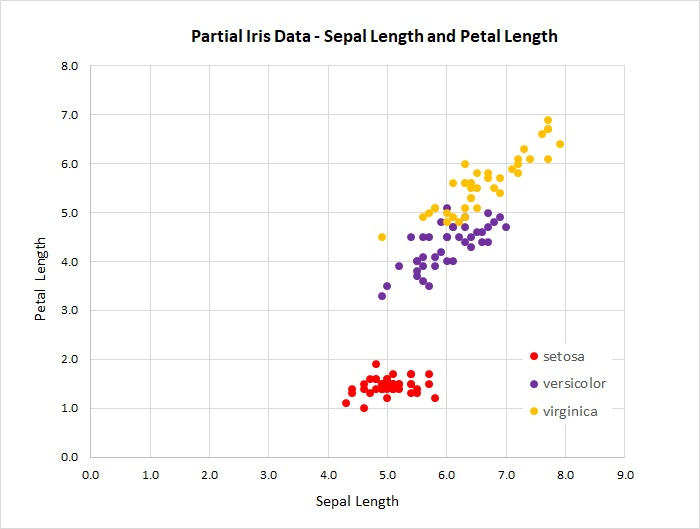 Partial Iris Data - Sepal Length and Petal Length
8.0
7.0
6.0
5.0
4.0
3.0
2.0
1.0
0.0
Petal Length
setosa
versicolor
virginica
0.0 1.0 2.0 3.0 4.0 5.0 6.0 7.0 8.0 9.0
Sepal Length